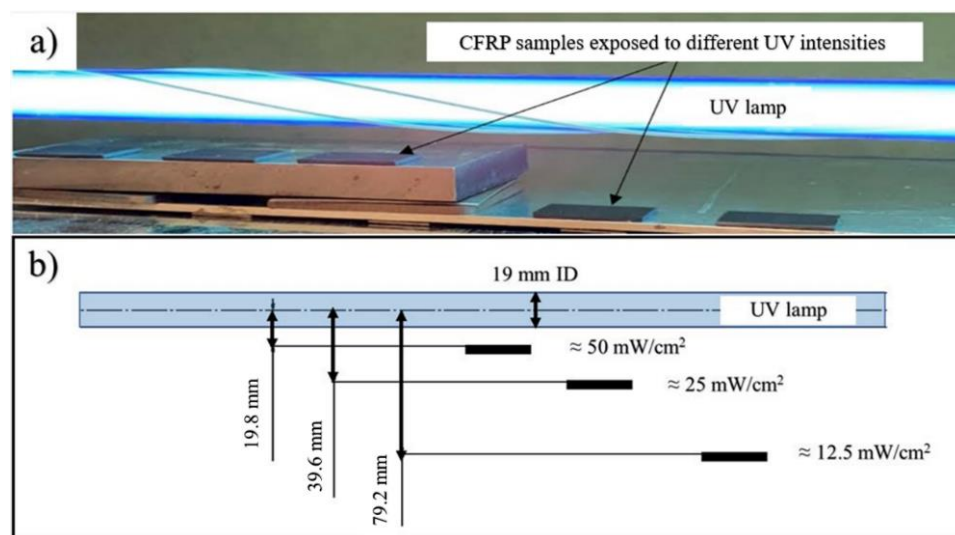 a)
CFRP samples exposed to different UV intensities
UV lamp
b)
19 mm ID
UV lamp
≈ 50 mW/cm²
≈ 25 mW/cm²
≈ 12.5 mW/cm²
19.8 mm
39.6 mm
79.2 mm